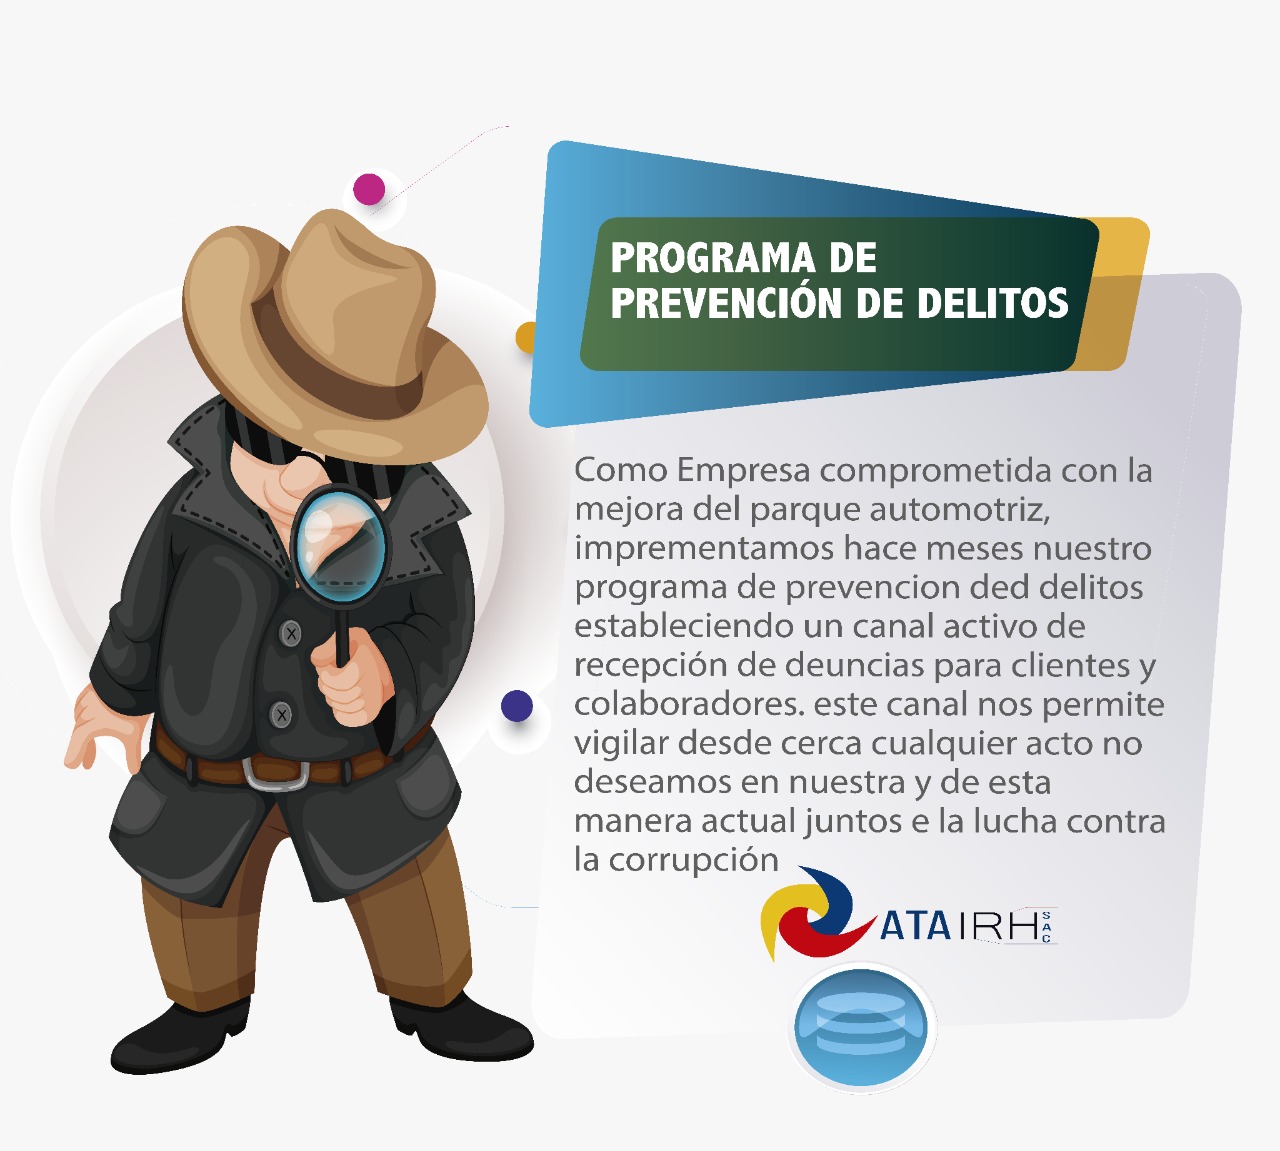 PROGRAMA DE
PREVENCIÓN DE DELITOS
Como Empresa comprometida con la
mejora del parque automotriz,
imprementamos hace meses nuestro
programa de prevencion ded delitos
estableciendo un canal activo de
recepción de deuncias para clientes y
colaboradores. este canal nos permite
vigilar desde cerca cualquier acto no
deseamos en nuestra y de esta
manera actual juntos e la lucha contra
la corrupción
ATAIRH SAC